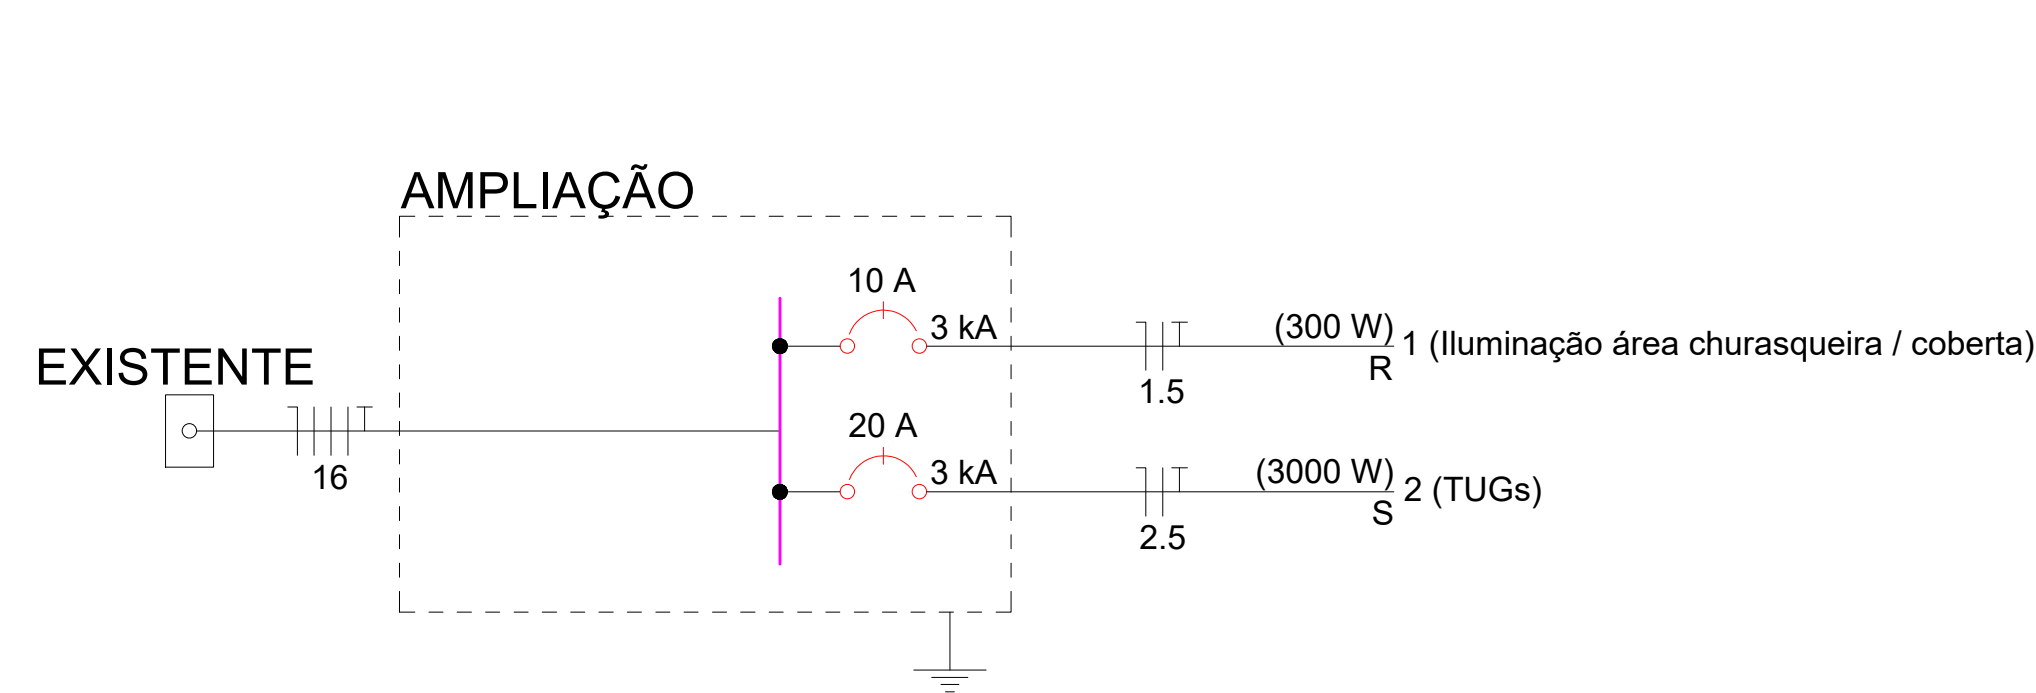 AMPLIAÇÃO
EXISTENTE
16
10 A
3 kA
1.5
(300 W)
R
1 (Iluminação área churasqueira / coberta)
20 A
3 kA
2.5
(3000 W)
S
2 (TUGs)